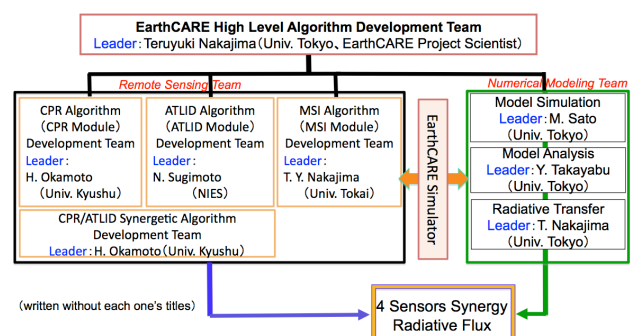 EarthCARE High Level Algorithm Development Team
Leader：Teruyuki Nakajima（Univ. Tokyo、EarthCARE Project Scientist）
Remote Sensing Team
Numerical Modeling Team
CPR Algorithm
（CPR Module）
Development Team
Leader：
H. Okamoto
（Univ. Kyushu）
ATLID Algorithm
（ATLID Module）
Development Team
Leader：
N. Sugimoto
（NIES）
MSI Algorithm
（MSI Module）
Development Team
Leader：
T. Y. Nakajima
（Univ. Tokai）
CPR/ATLID Synergetic Algorithm
Development Team
Leader：H. Okamoto（Univ. Kyushu）
EarthCARE Simulator
Model Simulation
Leader：M. Sato
（Univ. Tokyo）
Model Analysis
Leader：Y. Takayabu
（Univ. Tokyo）
Radiative Transfer
Leader：T. Nakajima
（Univ. Tokyo）
（written without each one's titles）
4 Sensors Synergy
Radiative Flux